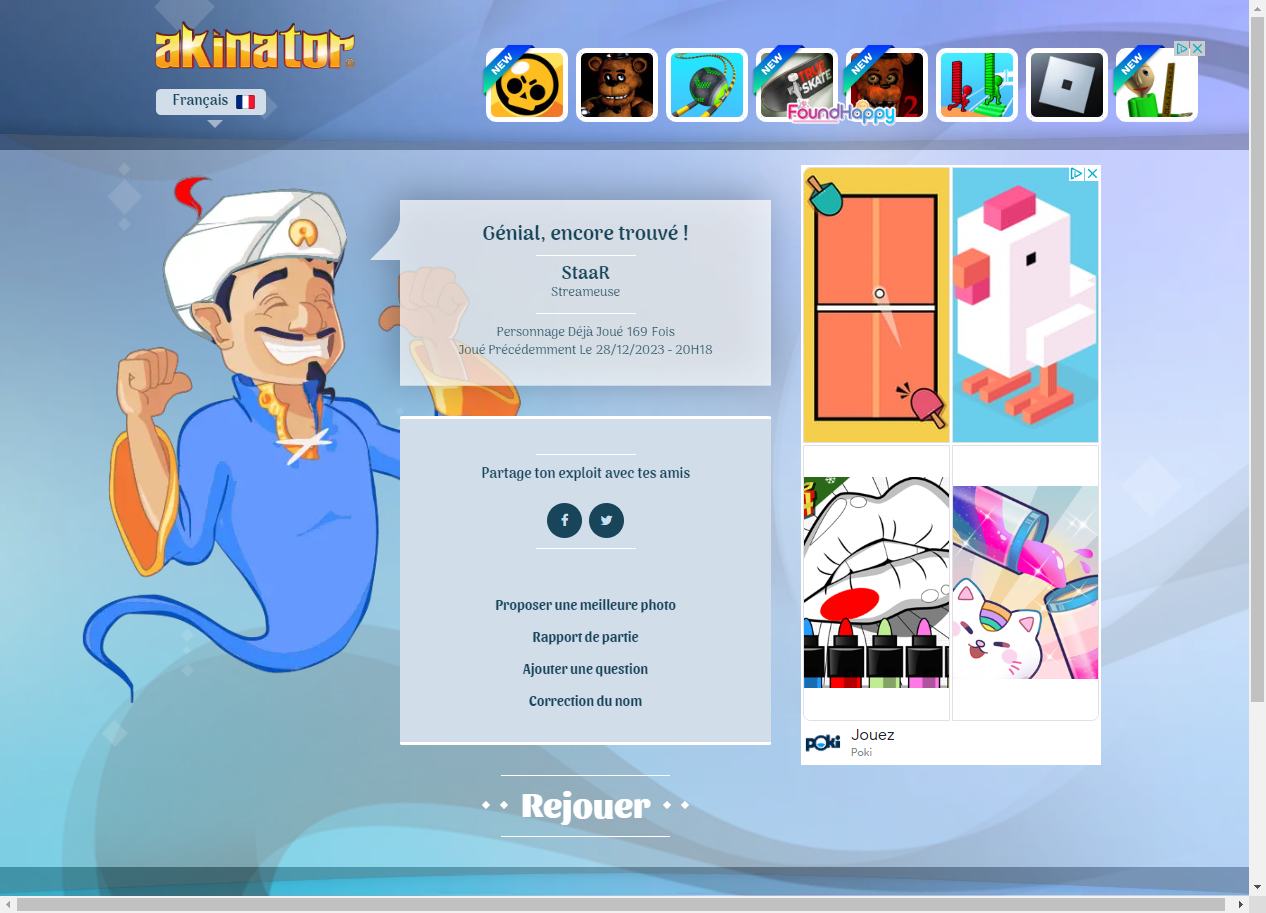 akinator
Français
NEW
NEW
TRUE
SKATE
NEW
2
NEW
FoundHappy
Génial, encore trouvé !
StaaR
Streameuse
Personnage Déjà Joué 169 Fois
Joué Précédemment Le 28/12/2023 - 20H18
Partage ton exploit avec tes amis
Proposer une meilleure photo
Rapport de partie
Ajouter une question
Correction du nom
Rejouer
poki
Jouez
Poki